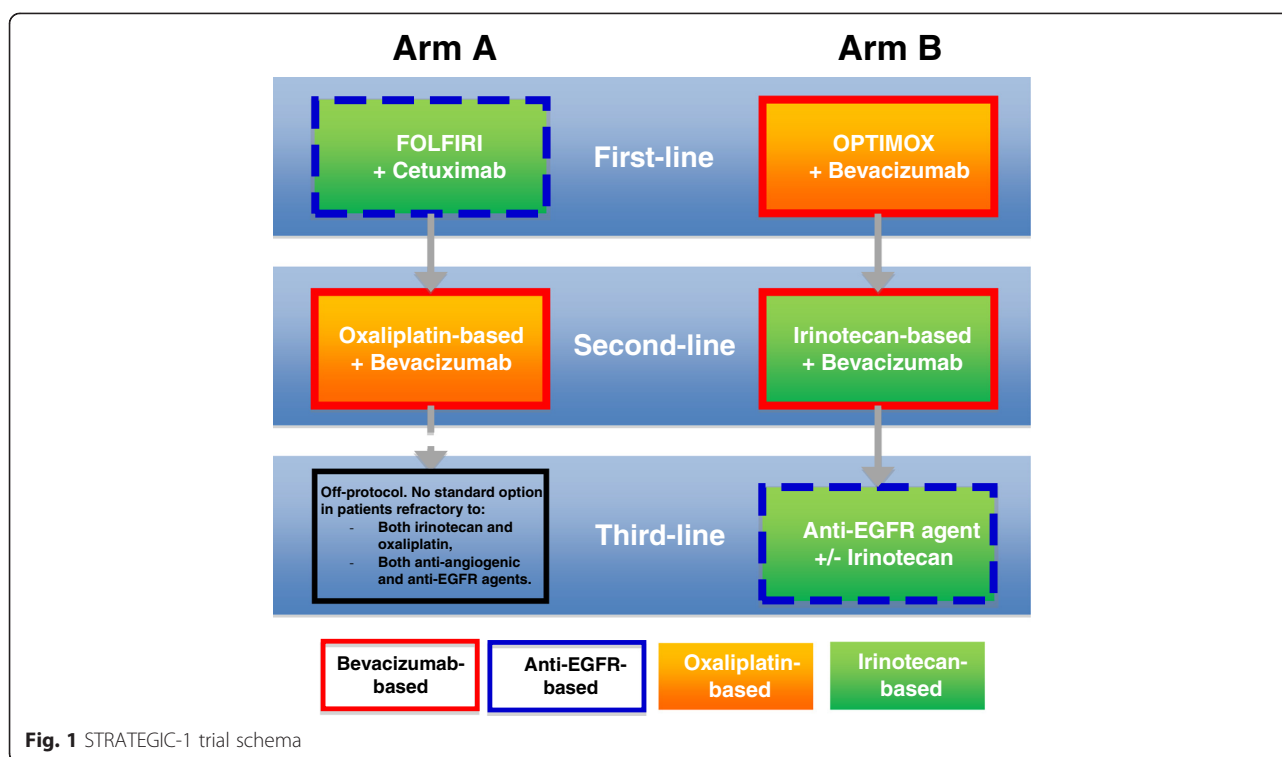 Arm A
Arm B
FOLFIRI
+ Cetuximab
First-line
OPTIMOX
+ Bevacizumab
Oxaliplatin-based
+ Bevacizumab
Second-line
Irinotecan-based
+ Bevacizumab
Off-protocol. No standard option
in patients refractory to:
- Both irinotecan and
oxaliplatin,
- Both anti-angiogenic
and anti-EGFR agents.
Third-line
Anti-EGFR agent
+/- Irinotecan
Bevacizumab-
based
Anti-EGFR-
based
Oxaliplatin-
based
Irinotecan-
based
Fig. 1 STRATEGIC-1 trial schema